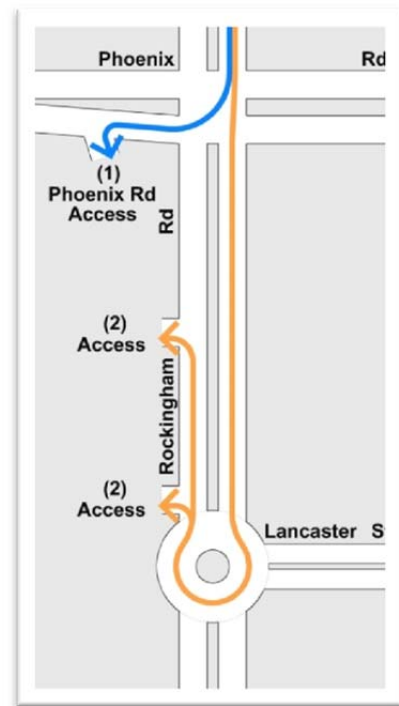 Phoenix Rd
(1)
Phoenix Rd
Access
Rd
(2)
Access
Rockingham
(2)
Access
Lancaster S